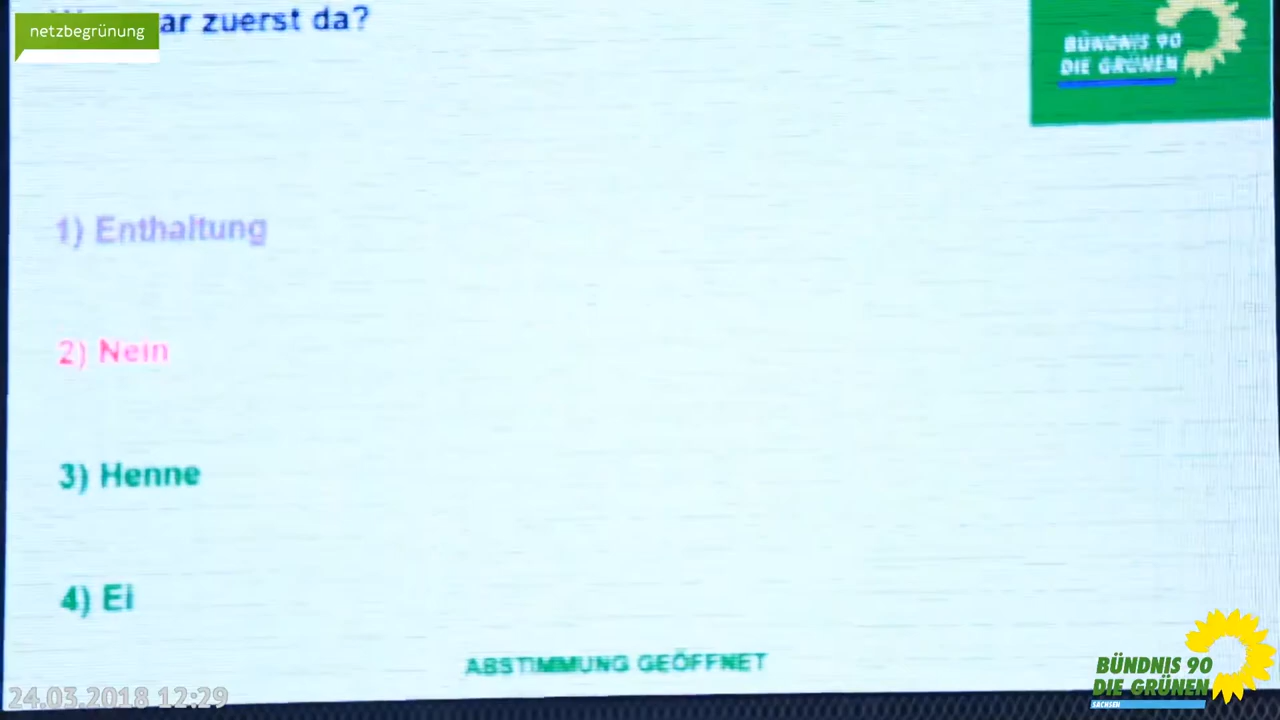 netzbegrünung
ar zuerst da?
BÜNDNIS 90
DIE GRÜNEN
1) Enthaltung
2) Nein
3) Henne
4) Ei
ABSTIMMUNG GEÖFFNET
24.03.2018 12:29
BÜNDNIS 90
DIE GRÜNEN
SACHSEN